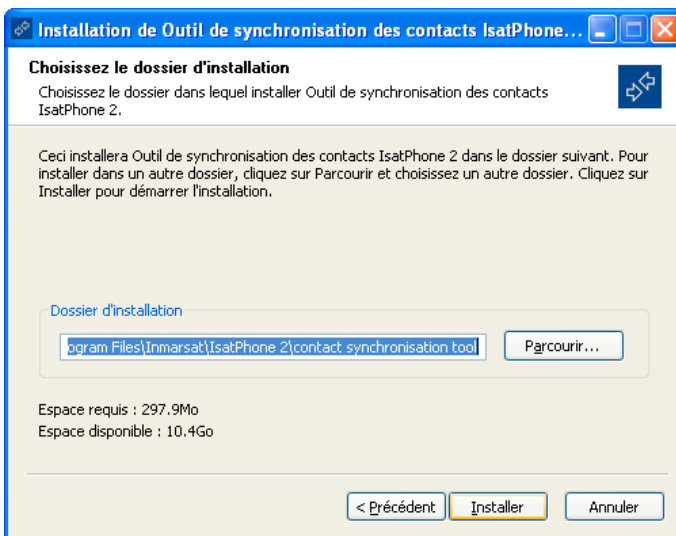 Installation de Outil de synchronisation des contacts IsatPhone...
Choisissez le dossier d'installation
Choisissez le dossier dans lequel installer Outil de synchronisation des contacts
IsatPhone 2.
Ceci installera Outil de synchronisation des contacts IsatPhone 2 dans le dossier suivant. Pour
installer dans un autre dossier, cliquez sur Parcourir et choisissez un autre dossier. Cliquez sur
Installer pour démarrer l'installation.
Dossier d'installation
ogram Files\Inmarsat\IsatPhone 2\contact synchronisation tool
Parcourir...
Espace requis : 297.9Mo
Espace disponible : 10.4Go
< Précédent
Installer
Annuler